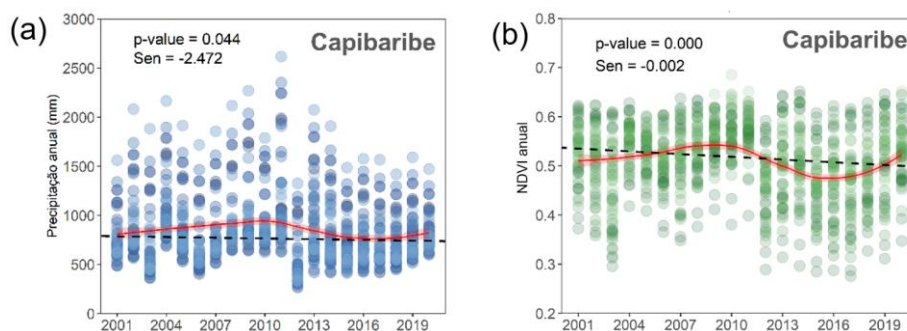 (a)
p-value = 0.044
Sen = -2.472
Capibaribe
Precipitação anual (mm)
3000
2500
2000
1500
1000
500
0
2001 2004 2007 2010 2013 2016 2019
(b)
p-value = 0.000
Sen = -0.002
Capibaribe
NDVI anual
0.8
0.7
0.6
0.5
0.4
0.3
0.2
2001 2004 2007 2010 2013 2016 2019